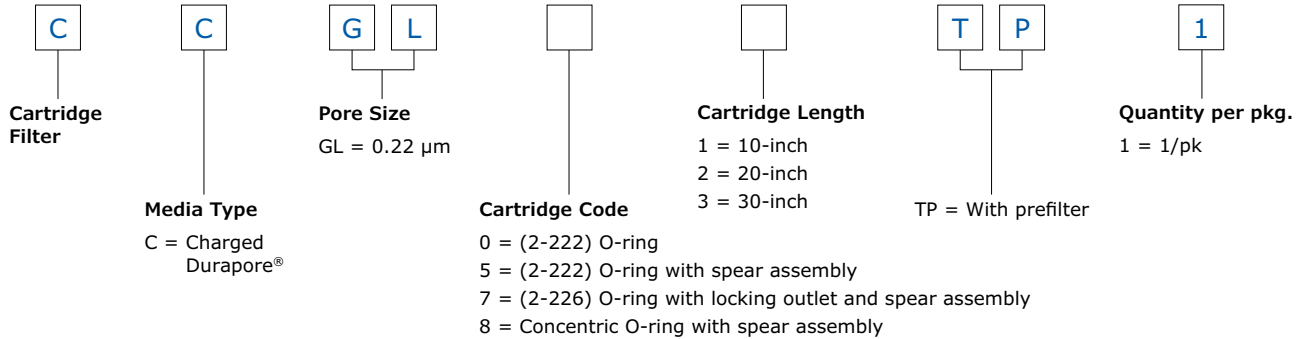 C C G L T P 1
Cartridge
Filter
Pore Size
GL = 0.22 µm
Cartridge Length
1 = 10-inch
2 = 20-inch
3 = 30-inch
Quantity per pkg.
1 = 1/pk
Media Type
C = Charged
Durapore®
Cartridge Code
0 = (2-222) O-ring
5 = (2-222) O-ring with spear assembly
7 = (2-226) O-ring with locking outlet and spear assembly
8 = Concentric O-ring with spear assembly
TP = With prefilter